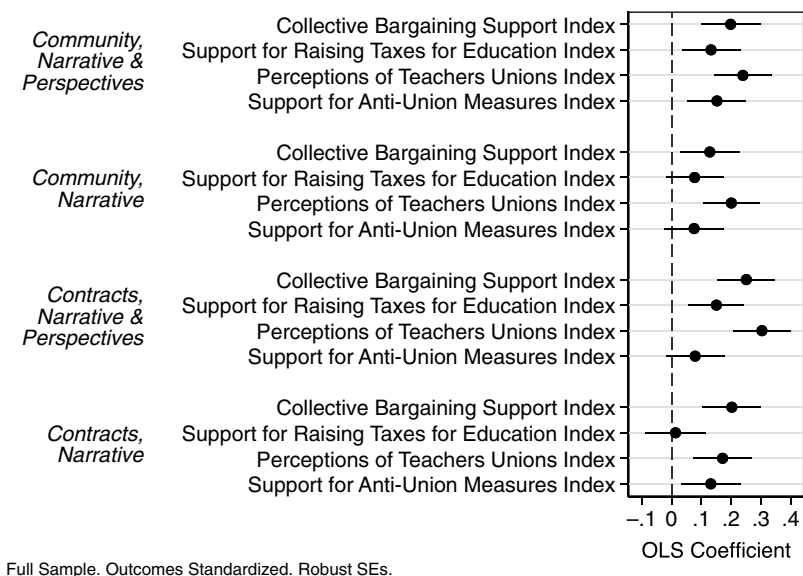 Community,
Narrative &
Perspectives
Collective Bargaining Support Index
Support for Raising Taxes for Education Index
Perceptions of Teachers Unions Index
Support for Anti-Union Measures Index
Community,
Narrative
Collective Bargaining Support Index
Support for Raising Taxes for Education Index
Perceptions of Teachers Unions Index
Support for Anti-Union Measures Index
Contracts,
Narrative &
Perspectives
Collective Bargaining Support Index
Support for Raising Taxes for Education Index
Perceptions of Teachers Unions Index
Support for Anti-Union Measures Index
Contracts,
Narrative
Collective Bargaining Support Index
Support for Raising Taxes for Education Index
Perceptions of Teachers Unions Index
Support for Anti-Union Measures Index
–.1 0 .1 .2 .3 .4
OLS Coefficient
Full Sample. Outcomes Standardized. Robust SEs.